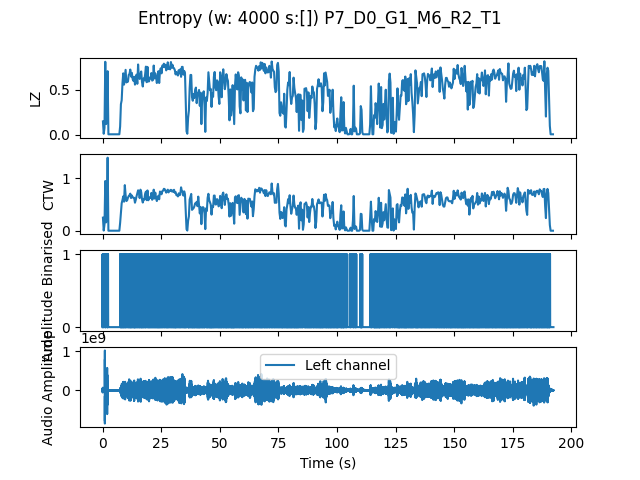 Entropy (w: 4000 s:[]) P7_D0_G1_M6_R2_T1
LZ
0.5
0.0
CTW
1
0
Amplitude Binarised
1
0
1e9
Audio Amplitude
1
0
Left channel
0
25
50
75
100
125
150
175
200
Time (s)